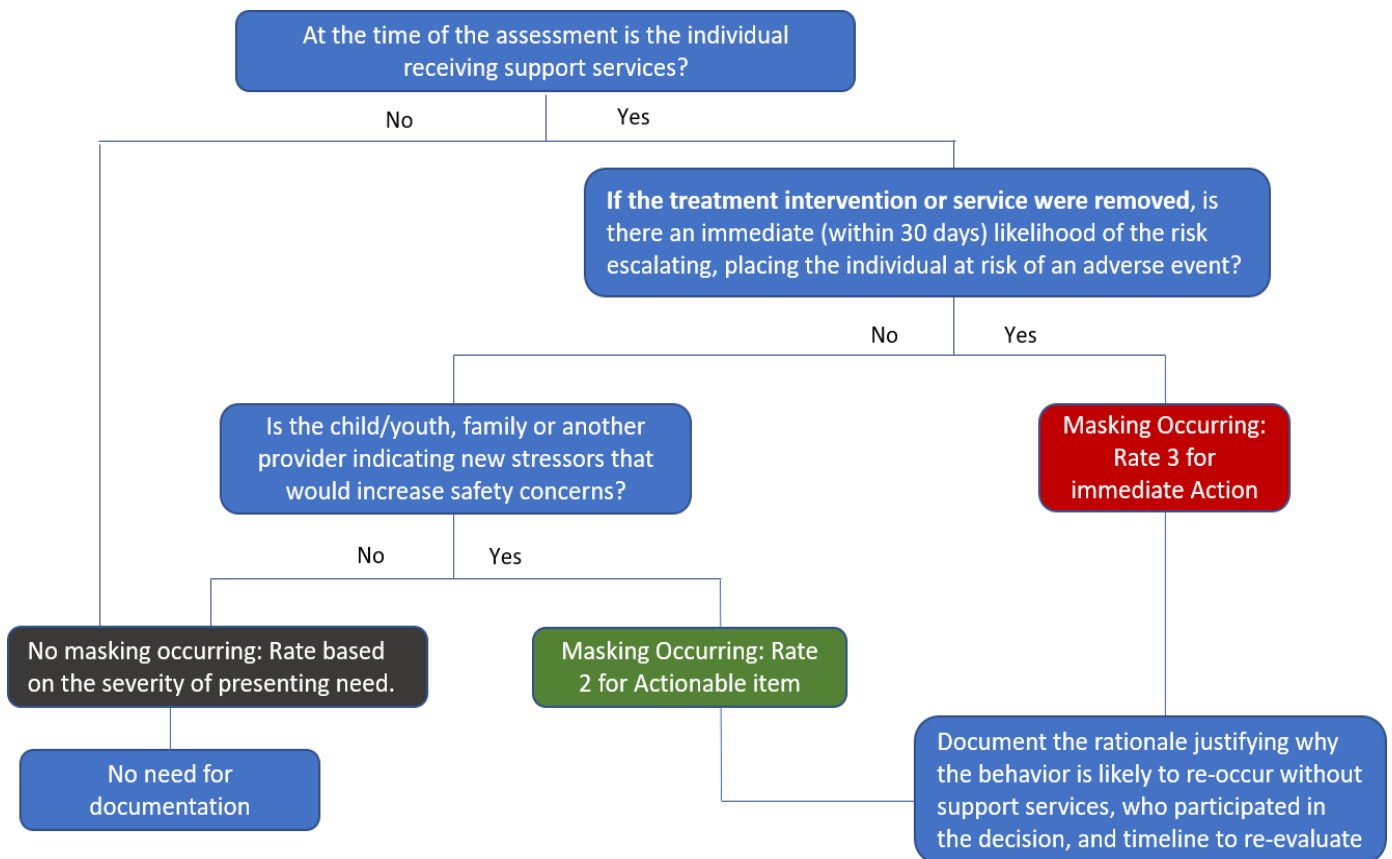 At the time of the assessment is the individual
receiving support services?
No
Yes
If the treatment intervention or service were removed, is
there an immediate (within 30 days) likelihood of the risk
escalating, placing the individual at risk of an adverse event?
No
Yes
Is the child/youth, family or another
provider indicating new stressors that
would increase safety concerns?
Masking Occurring:
Rate 3 for
immediate Action
No
Yes
No masking occurring: Rate based
on the severity of presenting need.
Masking Occurring: Rate
2 for Actionable item
No need for
documentation
Document the rationale justifying why
the behavior is likely to re-occur without
support services, who participated in
the decision, and timeline to re-evaluate